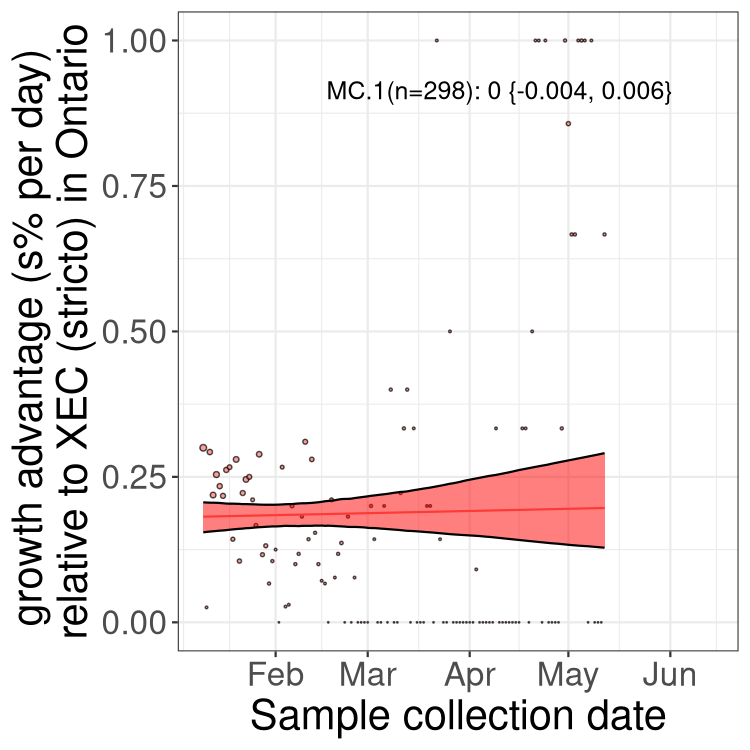 growth advantage (s% per day)
relative to XEC (stricto) in Ontario
1.00
0.75
0.50
0.25
0.00
MC.1(n=298): 0 {-0.004, 0.006}
Feb Mar Apr May Jun
Sample collection date